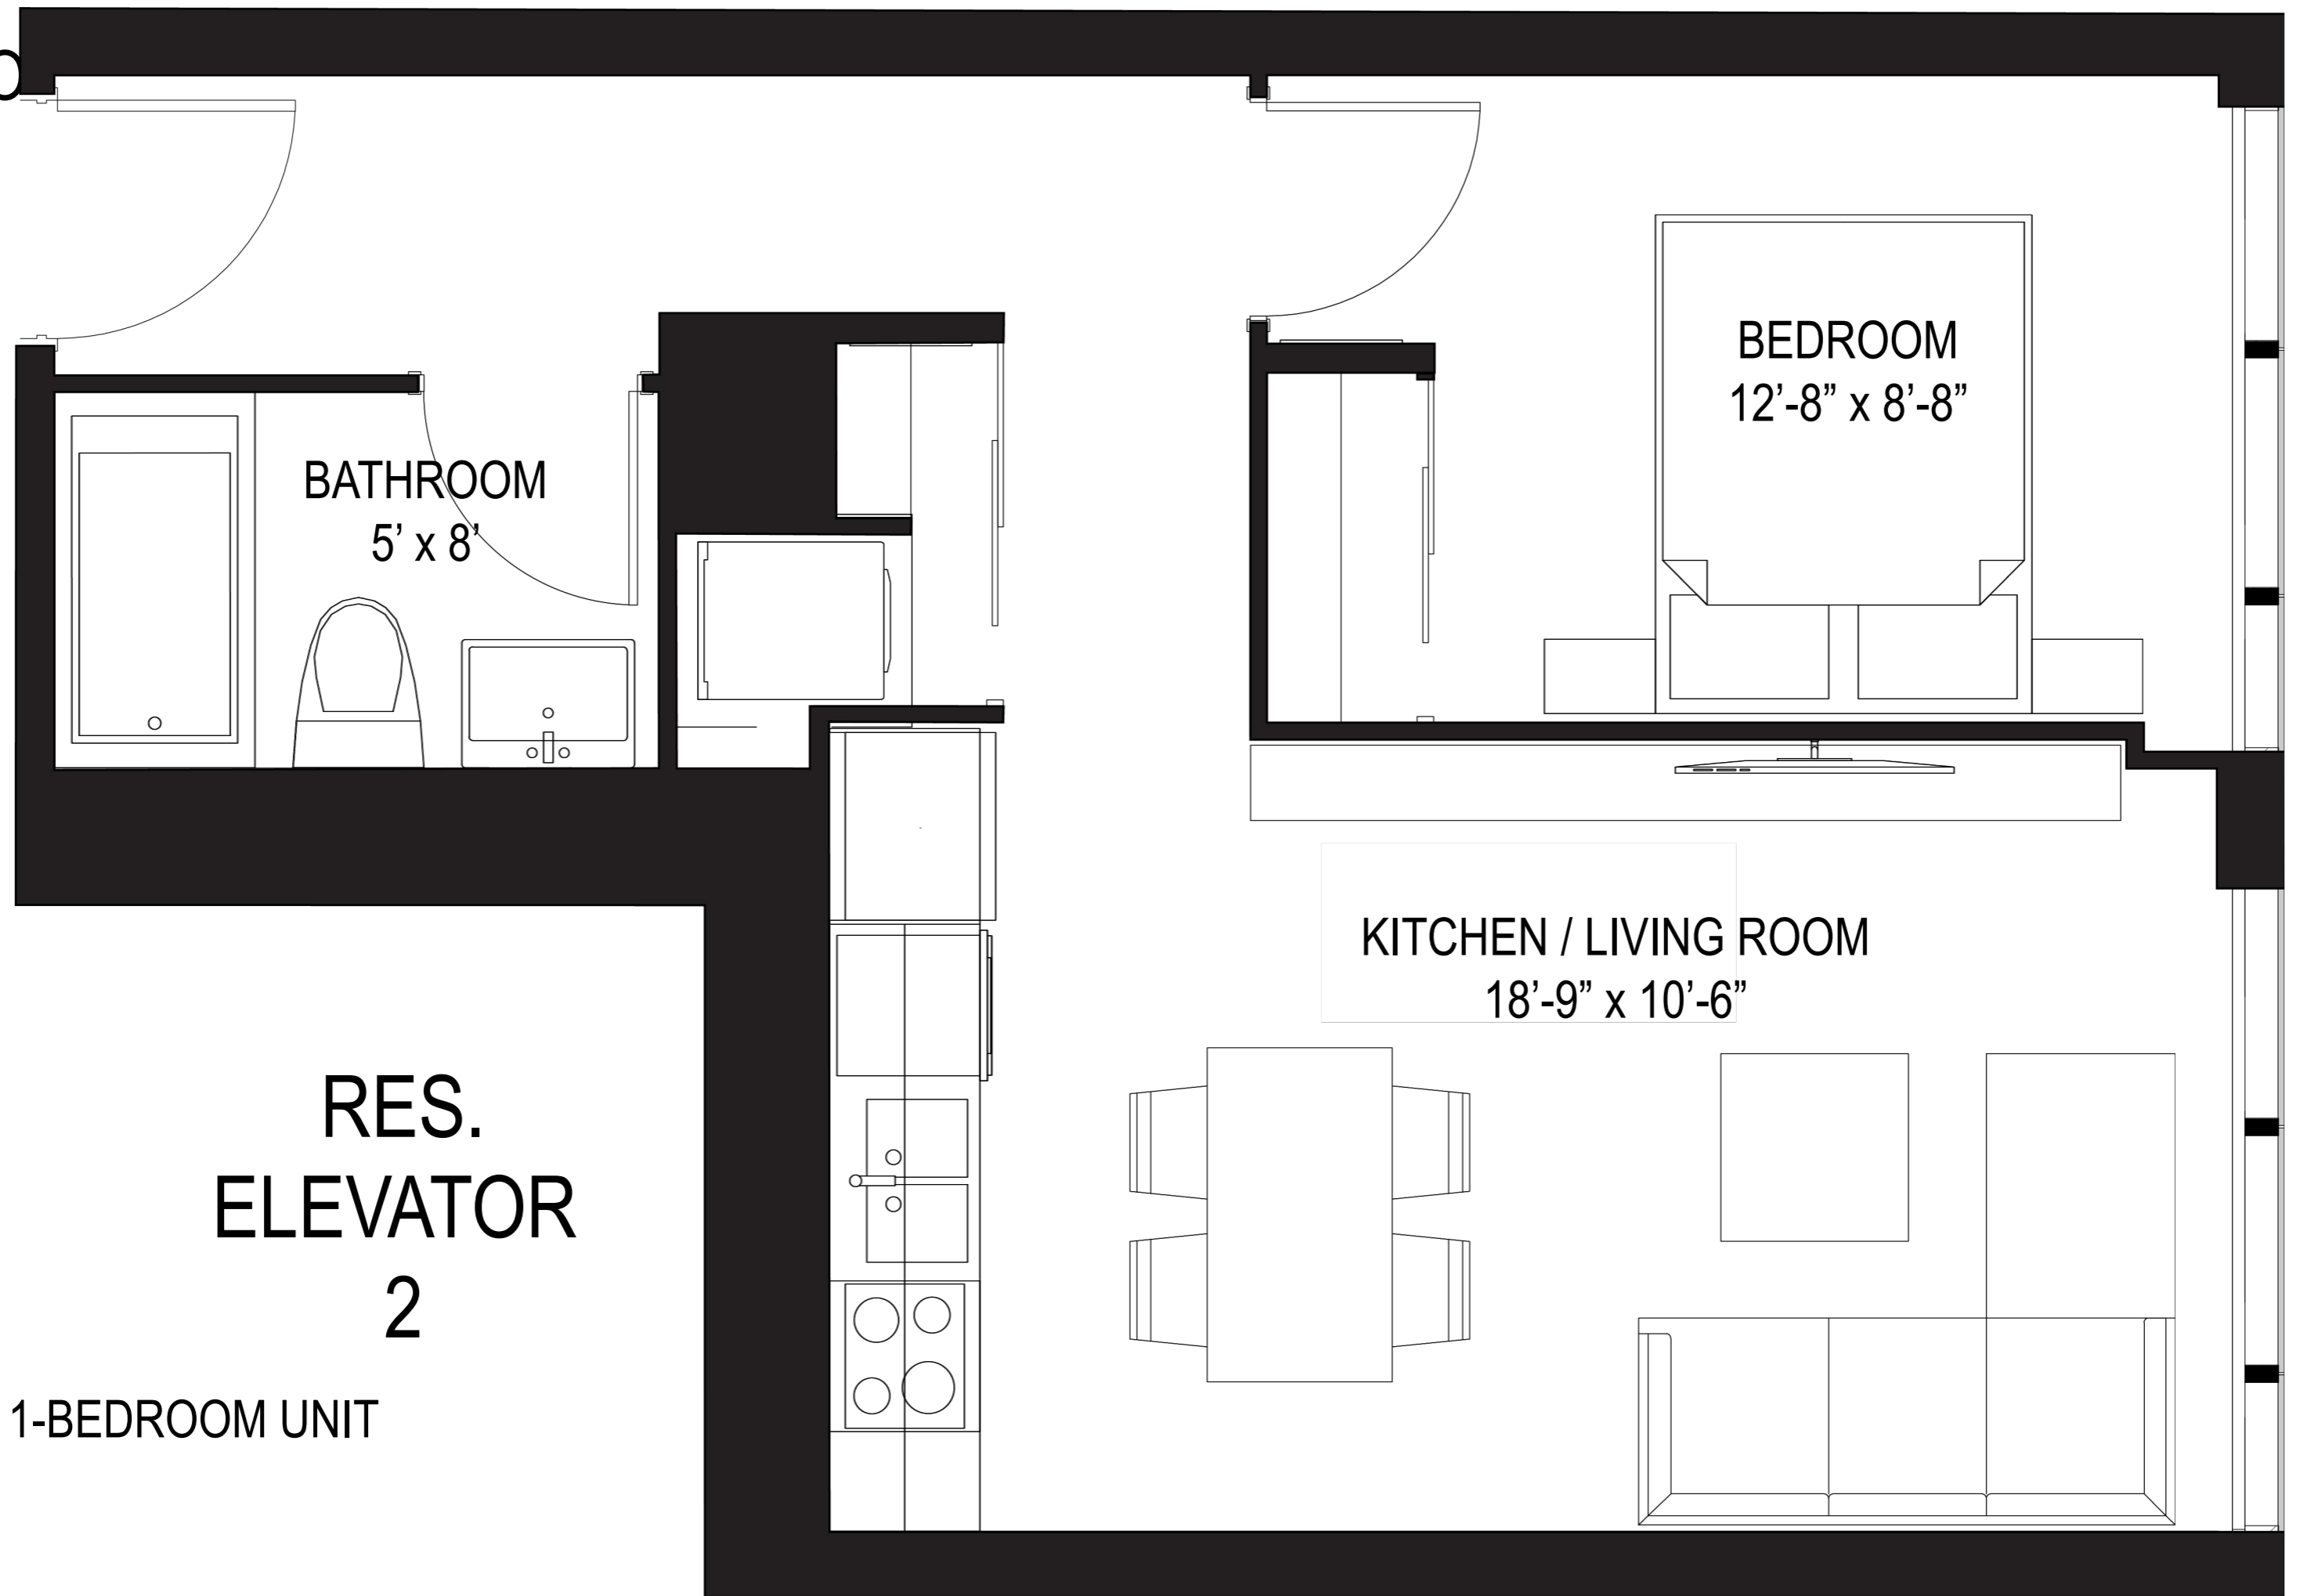 BEDROOM
12’-8” x 8’-8”
BATHROOM
5’ x 8’
KITCHEN / LIVING ROOM
18’-9” x 10’-6”
RES.
ELEVATOR
2
1-BEDROOM UNIT